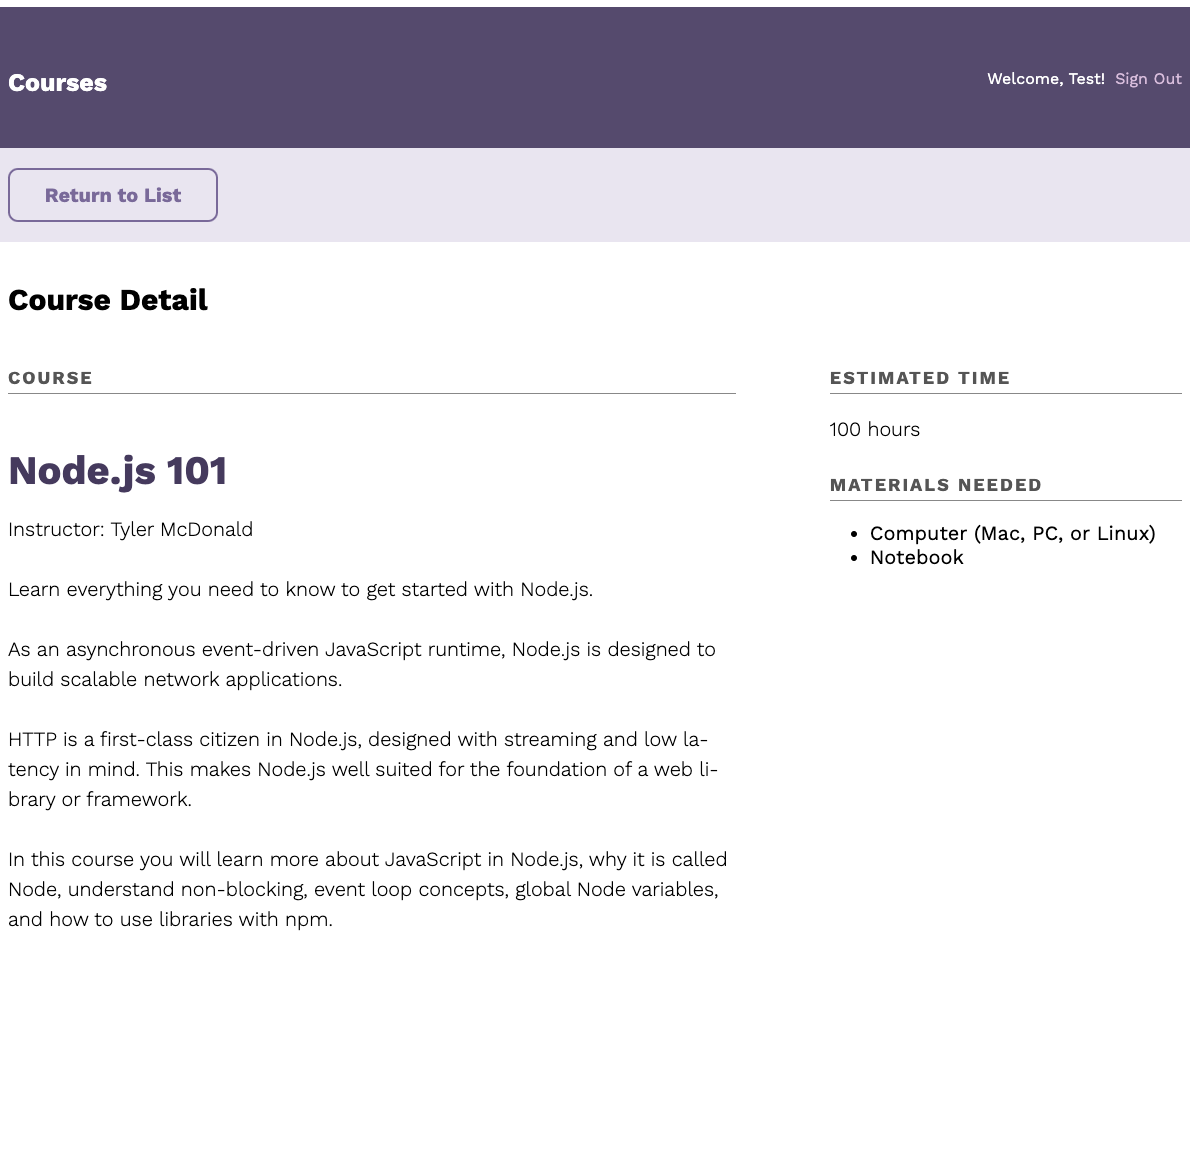 Courses
Welcome, Test! Sign Out
Return to List
Course Detail
COURSE
Node.js 101
Instructor: Tyler McDonald
Learn everything you need to know to get started with Node.js.
As an asynchronous event-driven JavaScript runtime, Node.js is designed to
build scalable network applications.
HTTP is a first-class citizen in Node.js, designed with streaming and low la-
tency in mind. This makes Node.js well suited for the foundation of a web li-
brary or framework.
In this course you will learn more about JavaScript in Node.js, why it is called
Node, understand non-blocking, event loop concepts, global Node variables,
and how to use libraries with npm.
ESTIMATED TIME
100 hours
MATERIALS NEEDED
• Computer (Mac, PC, or Linux)
• Notebook